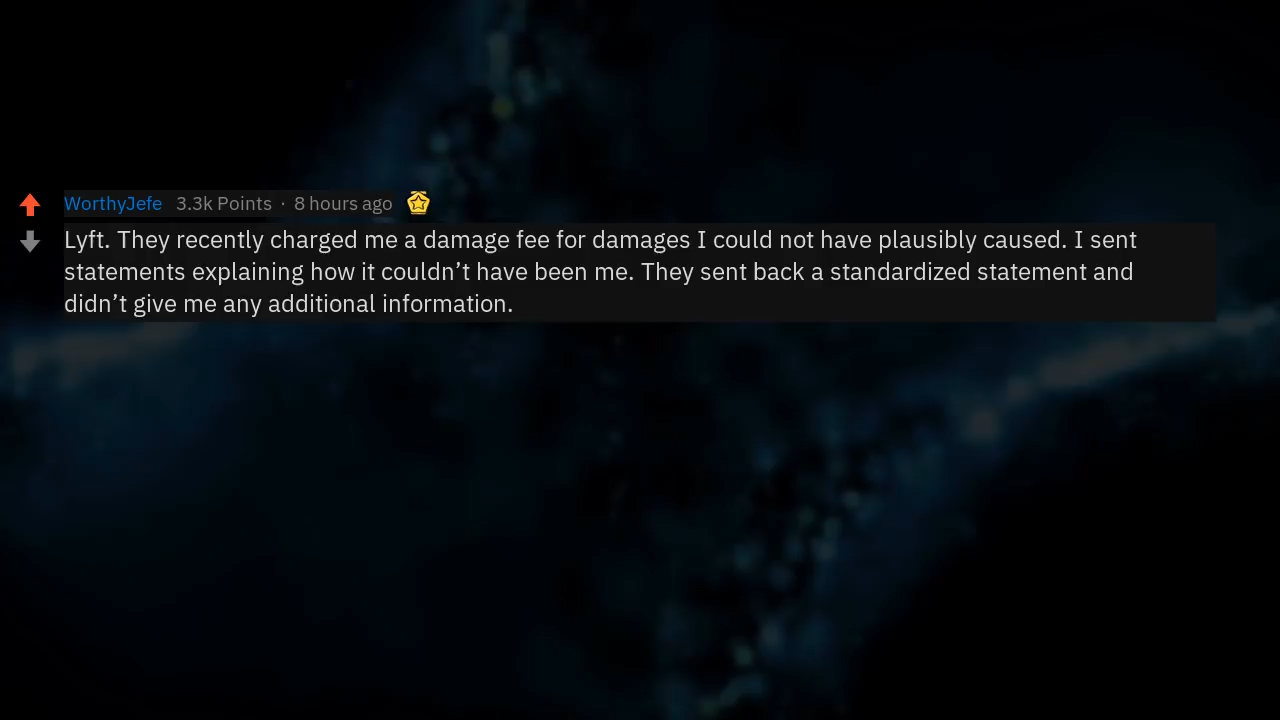 WorthyJefe 3.3k Points · 8 hours ago
Lyft. They recently charged me a damage fee for damages I could not have plausibly caused. I sent
statements explaining how it couldn’t have been me. They sent back a standardized statement and
didn’t give me any additional information.